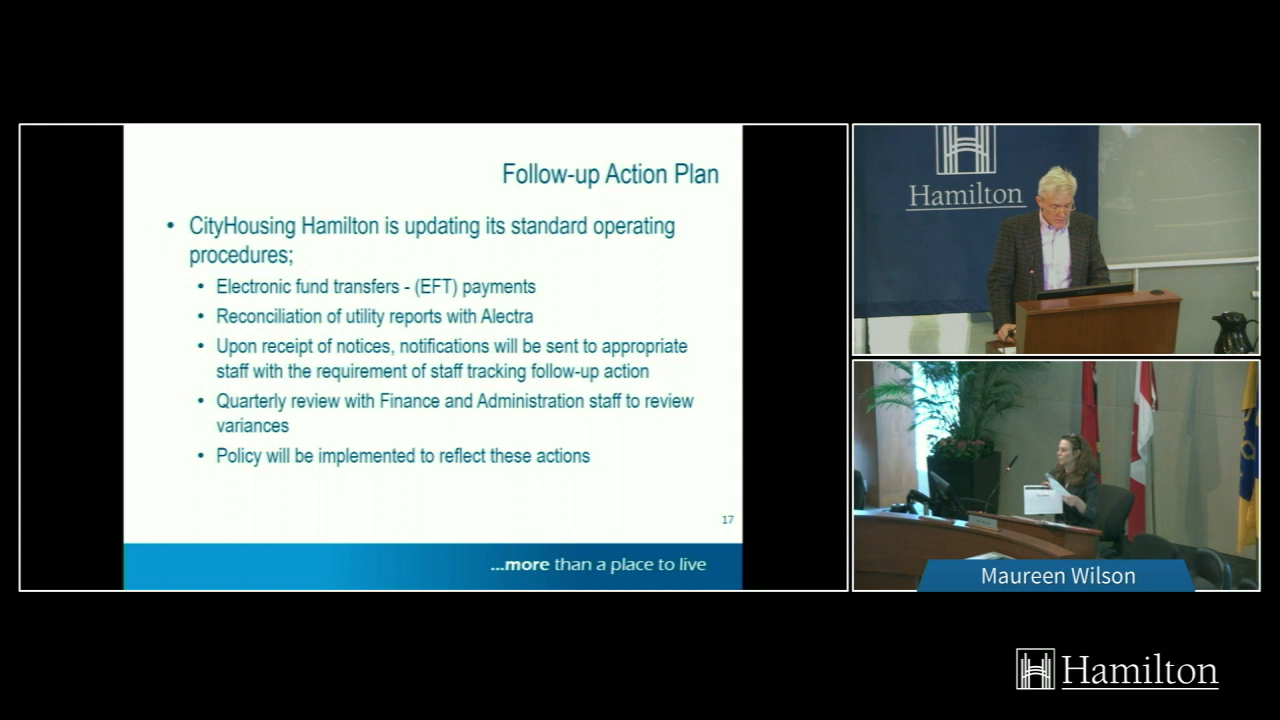 Follow-up Action Plan
• CityHousing Hamilton is updating its standard operating
procedures;
• Electronic fund transfers - (EFT) payments
• Reconciliation of utility reports with Alectra
• Upon receipt of notices, notifications will be sent to appropriate
staff with the requirement of staff tracking follow-up action
• Quarterly review with Finance and Administration staff to review
variances
• Policy will be implemented to reflect these actions
17
...more than a place to live
Hamilton
Maureen Wilson
Hamilton